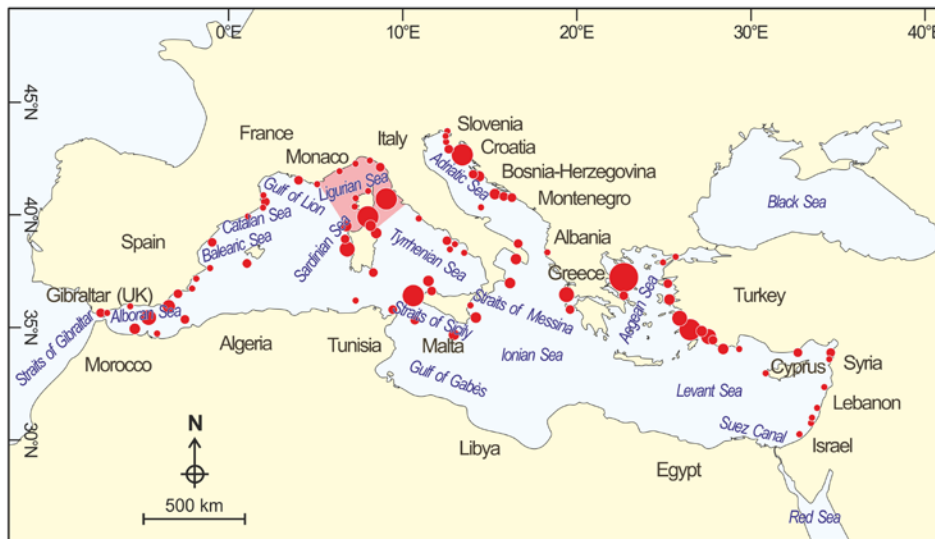 0°E
10°E
20°E
30°E
40°E
45°N
40°N
35°N
30°N
Slovenia
France
Italy
Croatia
Monaco
Bosnia-Herzegovina
Ligurian Sea
Adriatic Sea
Gulf of Lion
Montenegro
Black Sea
Catalan Sea
Spain
Balearic Sea
Sardinian Sea
Tyrrhenian Sea
Albania
Greece
Aegean Sea
Turkey
Gibraltar (UK)
Alboran Sea
Straits of Gibraltar
Straits of Sicily
Straits of Messina
Morocco
Algeria
Tunisia
Malta
Ionian Sea
Cyprus
Syria
Gulf of Gabès
Levant Sea
Lebanon
Suez Canal
N
Libya
Israel
Egypt
500 km
Red Sea